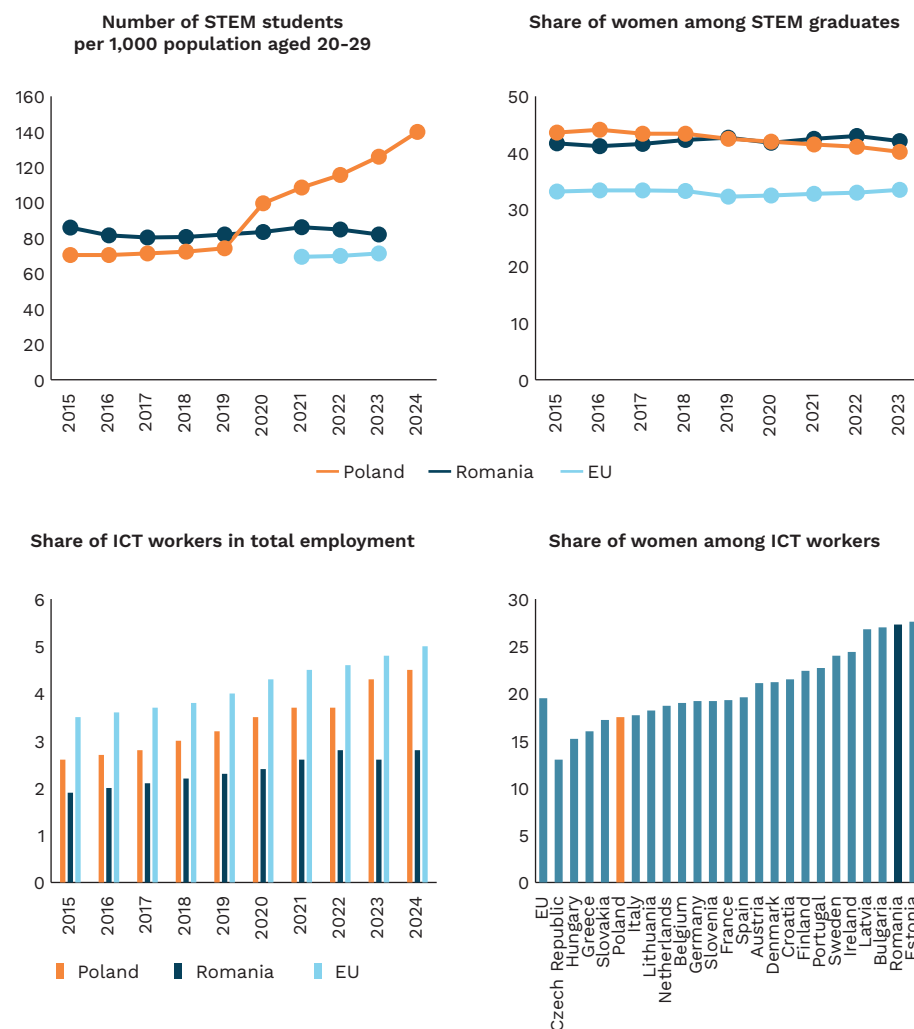 Number of STEM students
per 1,000 population aged 20-29
160
140
120
100
80
60
40
20
0
2015
2016
2017
2018
2019
2020
2021
2022
2023
2024
Share of women among STEM graduates
50
40
30
20
10
0
2015
2016
2017
2018
2019
2020
2021
2022
2023
Poland Romania EU
Share of ICT workers in total employment
6
5
4
3
2
1
0
2015
2016
2017
2018
2019
2020
2021
2022
2023
2024
Poland Romania EU
Share of women among ICT workers
30
25
20
15
10
5
0
EU
Czech Republic
Hungary
Greece
Slovakia
Poland
Italy
Lithuania
Netherlands
Belgium
Germany
Slovenia
France
Spain
Austria
Denmark
Croatia
Finland
Portugal
Sweden
Ireland
Latvia
Bulgaria
Romania
Estonia